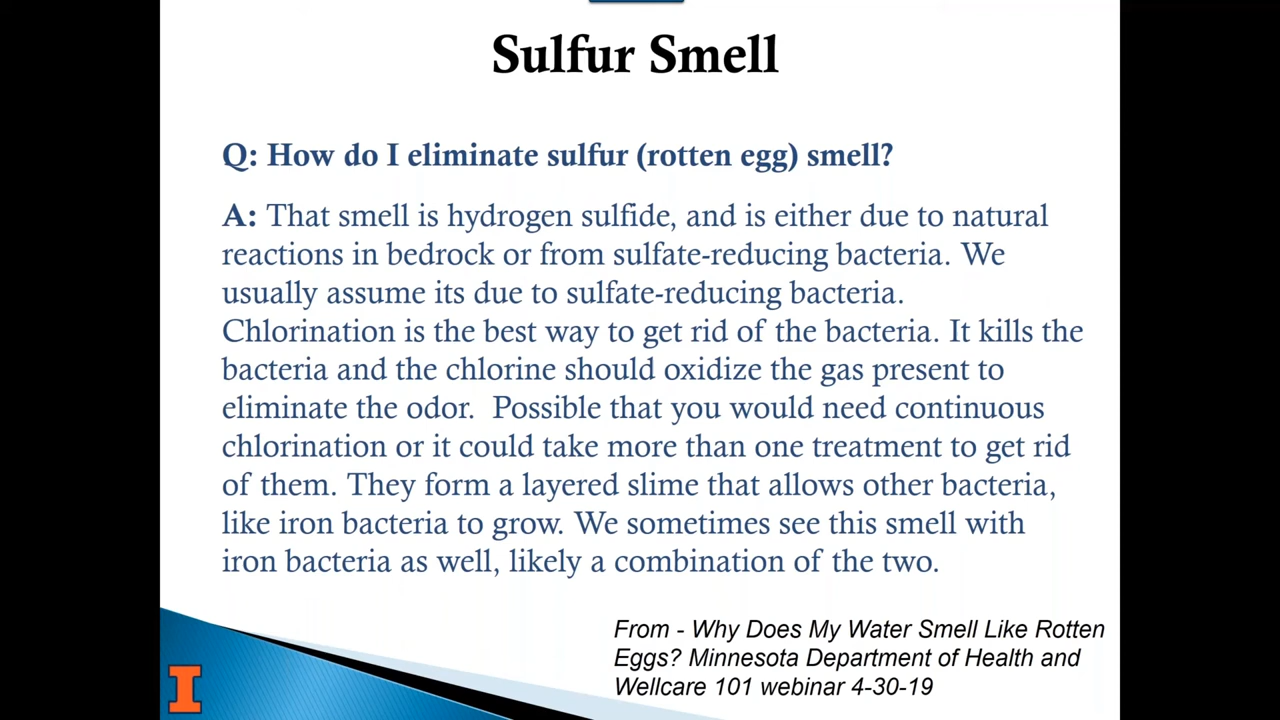 Sulfur Smell
Q: How do I eliminate sulfur (rotten egg) smell?
A: That smell is hydrogen sulfide, and is either due to natural
reactions in bedrock or from sulfate-reducing bacteria. We
usually assume its due to sulfate-reducing bacteria.
Chlorination is the best way to get rid of the bacteria. It kills the
bacteria and the chlorine should oxidize the gas present to
eliminate the odor.  Possible that you would need continuous
chlorination or it could take more than one treatment to get rid
of them. They form a layered slime that allows other bacteria,
like iron bacteria to grow. We sometimes see this smell with
iron bacteria as well, likely a combination of the two.
From - Why Does My Water Smell Like Rotten
Eggs? Minnesota Department of Health and
Wellcare 101 webinar 4-30-19
I